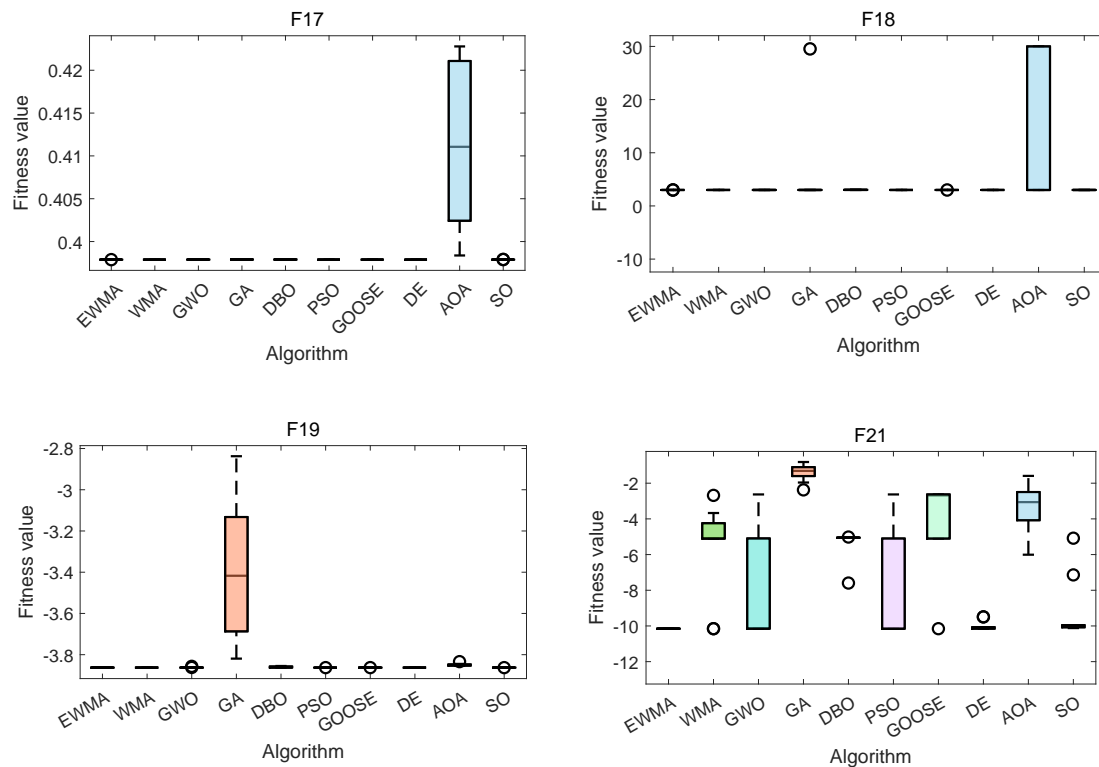 F17
Fitness value
0.42
0.415
0.41
0.405
0.4
EWMA
WMA
GWO
GA
DBO
PSO
GOOSE
DE
AOA
SO
Algorithm
F18
Fitness value
30
20
10
0
-10
EWMA
WMA
GWO
GA
DBO
PSO
GOOSE
DE
AOA
SO
Algorithm
F19
Fitness value
-2.8
-3
-3.2
-3.4
-3.6
-3.8
EWMA
WMA
GWO
GA
DBO
PSO
GOOSE
DE
AOA
SO
Algorithm
F21
Fitness value
-2
-4
-6
-8
-10
-12
EWMA
WMA
GWO
GA
DBO
PSO
GOOSE
DE
AOA
SO
Algorithm